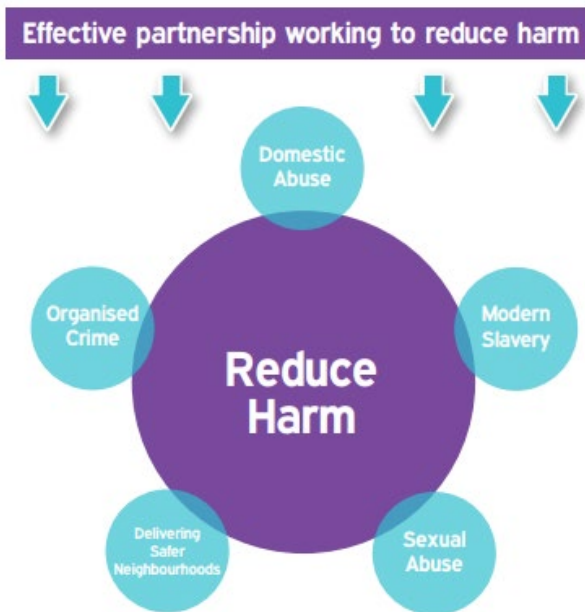 Effective partnership working to reduce harm
Domestic
Abuse
Organised
Crime
Modern
Slavery
Reduce
Harm
Delivering
Safer
Neighbourhoods
Sexual
Abuse